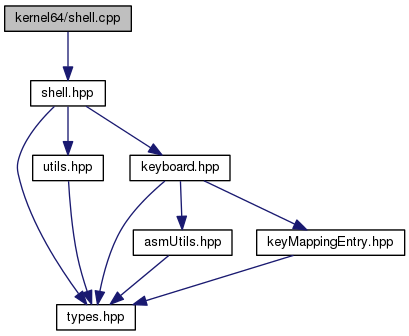 kernel64/shell.cpp
shell.hpp
utils.hpp
keyboard.hpp
asmUtils.hpp
keyMappingEntry.hpp
types.hpp